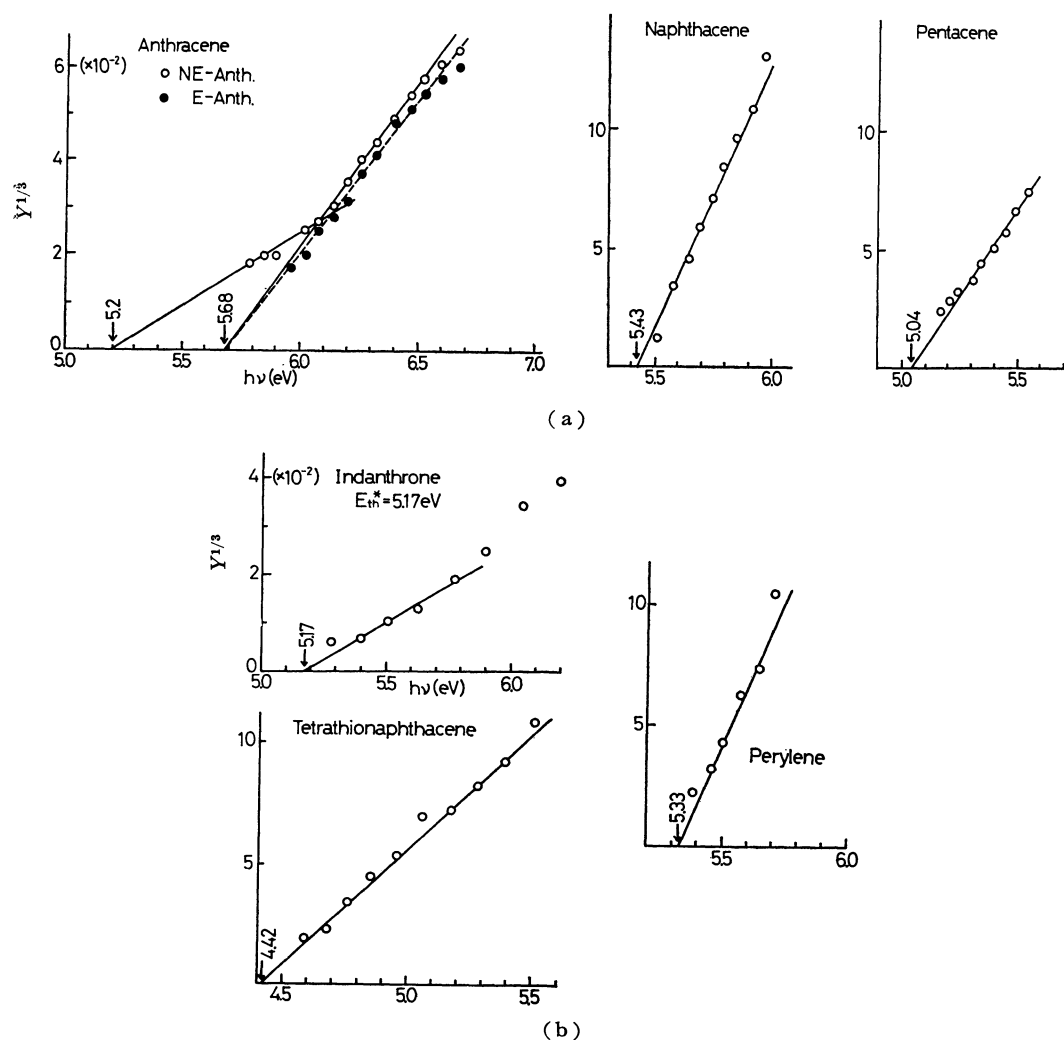 Anthracene
(×10⁻²)
○ NE-Anth.
● E-Anth.
6
4
2
0
Y¹/³
5.2
5.68
5.0
5.5
6.0
6.5
7.0
hν(eV)
Naphthacene
10
5
5.43
5.5
6.0
Pentacene
10
5
5.04
5.0
5.5
(a)
Indanthrone
(×10⁻²)
Eth* = 5.17eV
4
2
0
Y¹/³
5.17
5.0
5.5
6.0
hν(eV)
Tetrathionaphthacene
10
5
4.42
4.5
5.0
5.5
Perylene
10
5
5.33
5.5
6.0
(b)